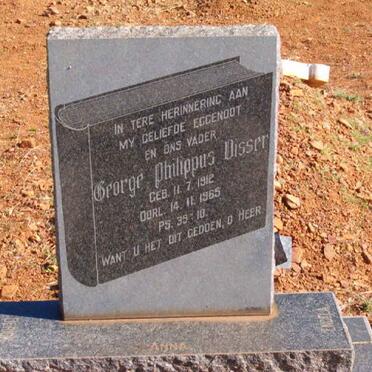 IN TERE HERINNERING AAN
MY GELIEFDE EGGENOOT
EN ONS VADER
George Philippus Visser
GEB. 11. 7. 1912
OORL. 14. 11. 1965
PS. 39: 10.
WANT U HET DIT GEDOEN, O HEER
ANNA